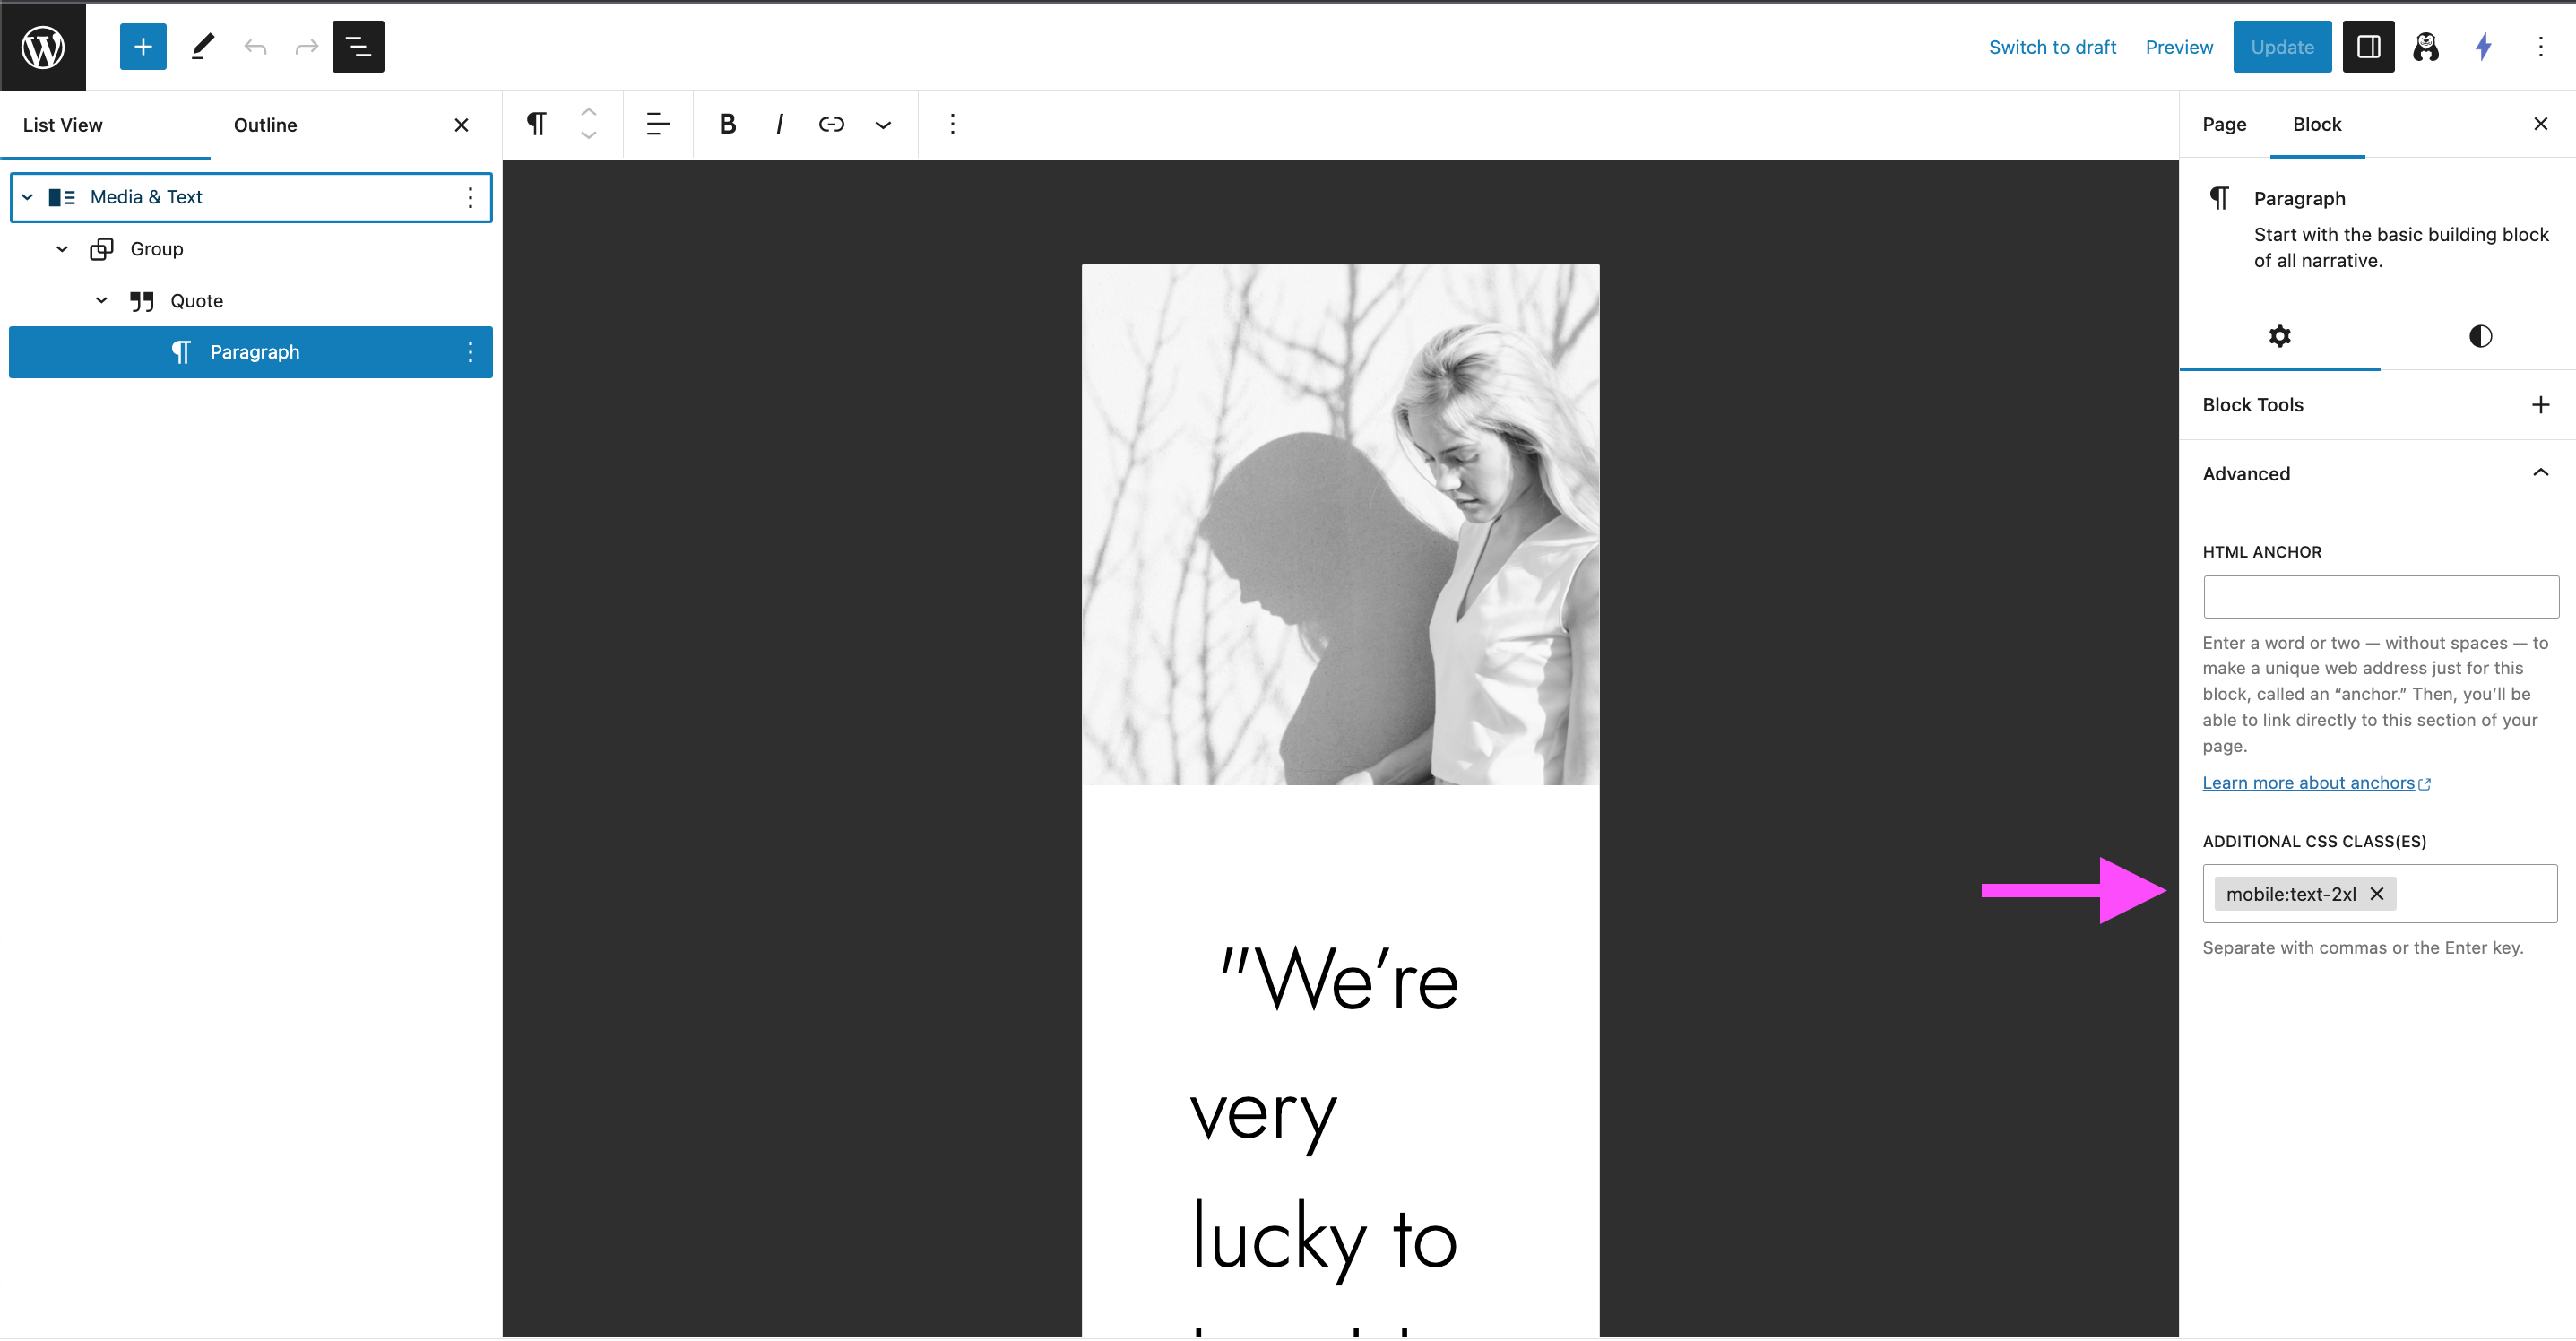 Switch to draft
Preview
Update
List View
Outline
Page
Block
Media & Text
Group
Quote
Paragraph
Paragraph
Start with the basic building block
of all narrative.
Block Tools
Advanced
HTML ANCHOR
Enter a word or two — without spaces — to
make a unique web address just for this
block, called an “anchor.” Then, you’ll be
able to link directly to this section of your
page.
Learn more about anchors
ADDITIONAL CSS CLASS(ES)
mobile:text-2xl
Separate with commas or the Enter key.
"We’re
very
lucky to